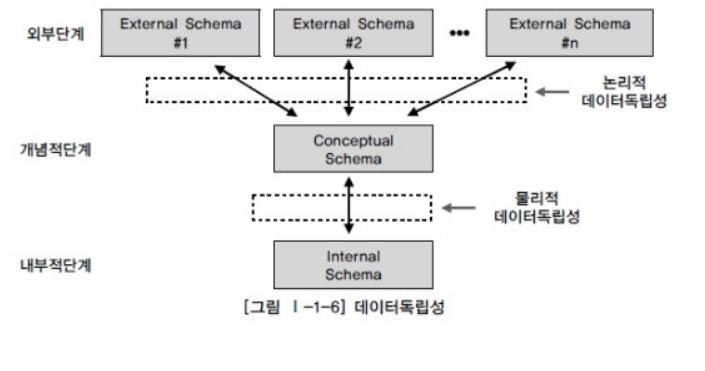 외부단계
External Schema
#1
External Schema
#2
•••
External Schema
#n
논리적
데이터독립성
개념적단계
Conceptual
Schema
물리적
데이터독립성
내부적단계
Internal
Schema
[그림 Ⅰ-1-6] 데이터독립성